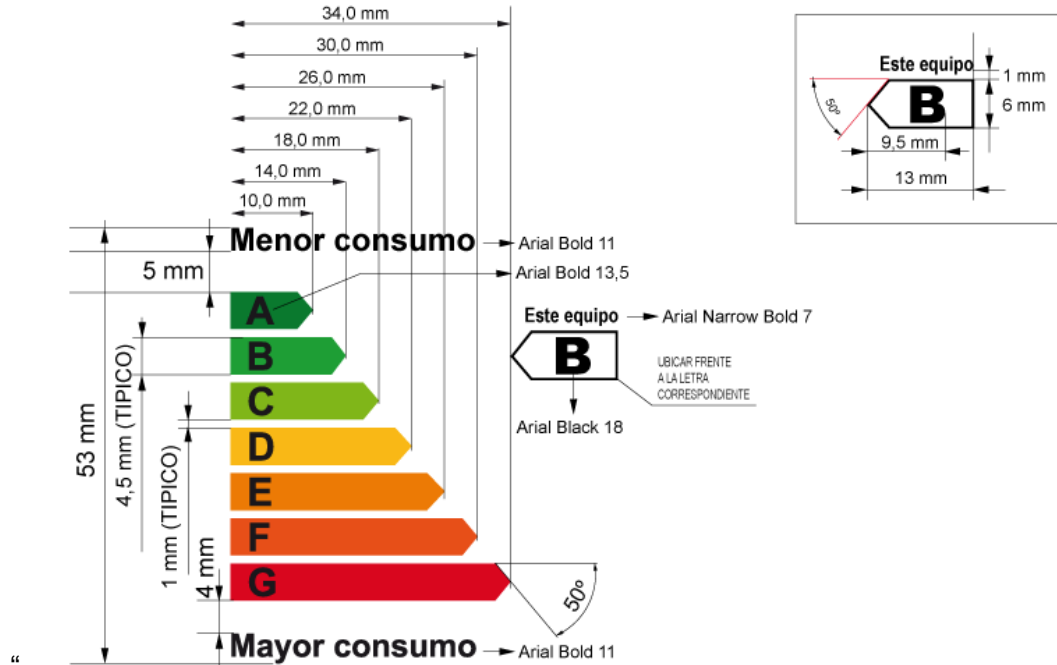 34,0 mm
30,0 mm
26,0 mm
22,0 mm
18,0 mm
14,0 mm
10,0 mm
Menor consumo
Arial Bold 11
5 mm
Arial Bold 13,5
A
B
C
D
E
F
G
53 mm
4,5 mm (TIPICO)
1 mm (TIPICO)
4 mm
50º
Mayor consumo
Arial Bold 11
Este equipo
Arial Narrow Bold 7
B
UBICAR FRENTE
A LA LETRA
CORRESPONDIENTE
Arial Black 18
Este equipo
B
50º
1 mm
6 mm
9,5 mm
13 mm
“